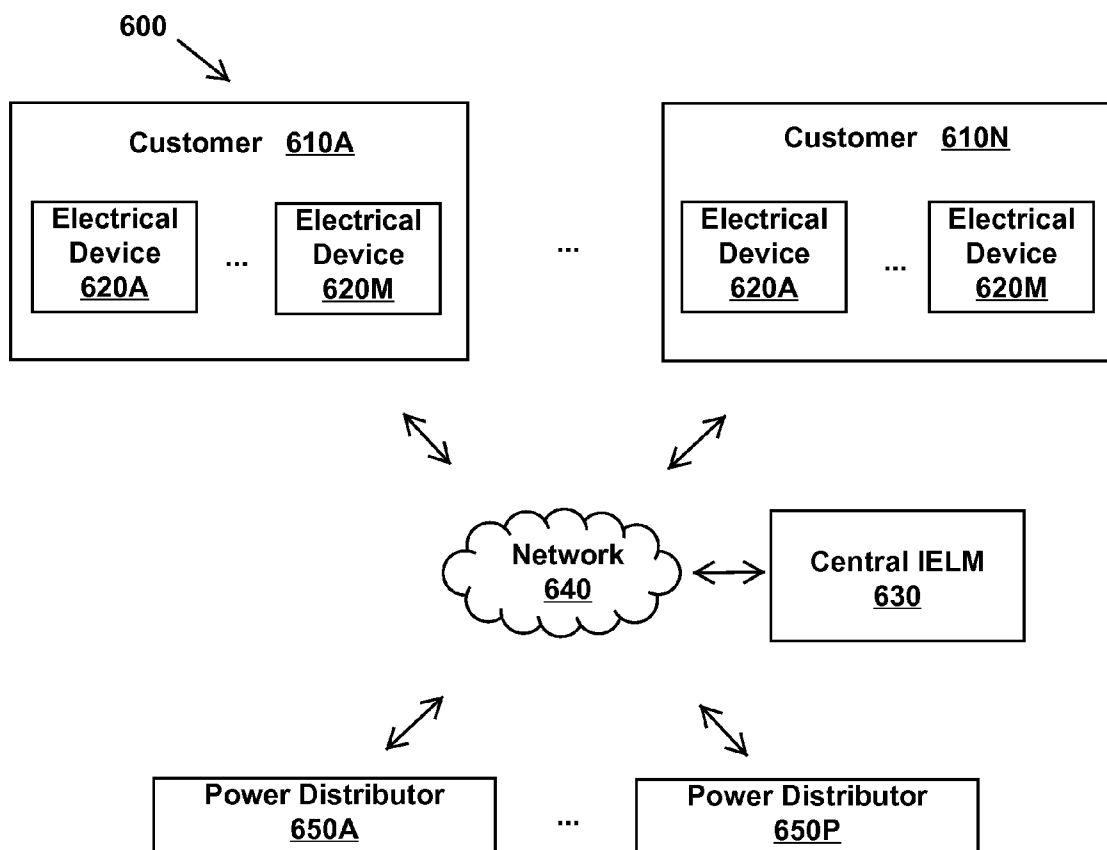 600
Customer 610A
Customer 610N
Electrical
Device
620A
...
Electrical
Device
620M
...
Electrical
Device
620A
...
Electrical
Device
620M
Network
640
Central IELM
630
Power Distributor
650A
...
Power Distributor
650P